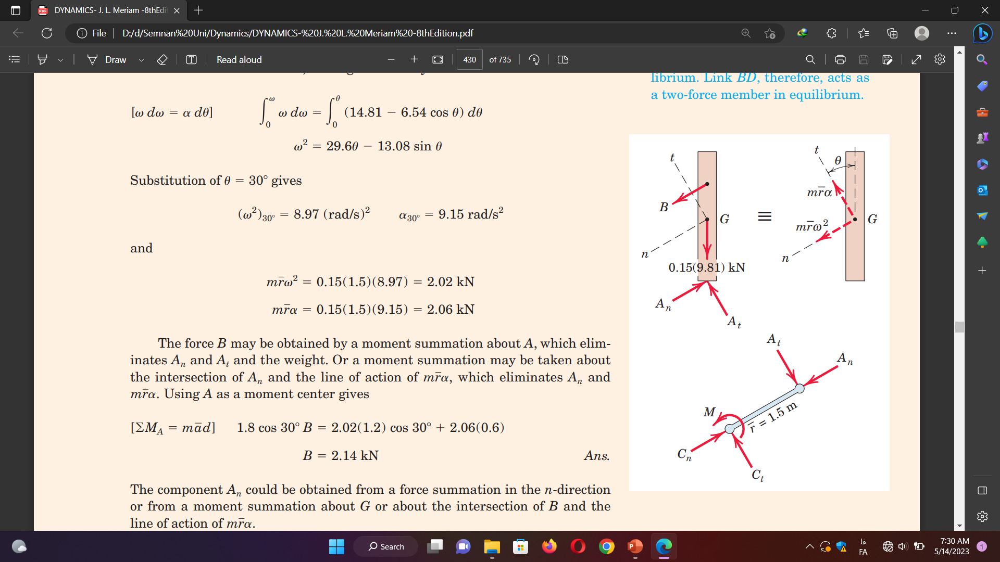 DYNAMICS- J. L. Meriam -8thEdi
File
D:/d/Semnan%20Uni/Dynamics/DYNAMICS-%20J.%20L.%20Meriam%20-8thEdition.pdf
Draw
Read aloud
430 of 735
librium. Link BD, therefore, acts as
a two-force member in equilibrium.
[ω dω = α dθ] ∫₀^ω ω dω = ∫₀^θ (14.81 − 6.54 cos θ) dθ
ω² = 29.6θ − 13.08 sin θ
Substitution of θ = 30° gives
(ω²)₃₀° = 8.97 (rad/s)² α₃₀° = 9.15 rad/s²
and
mr̄ω² = 0.15(1.5)(8.97) = 2.02 kN
mr̄α = 0.15(1.5)(9.15) = 2.06 kN
The force B may be obtained by a moment summation about A, which elim-
inates Aₙ and Aₜ and the weight. Or a moment summation may be taken about
the intersection of Aₙ and the line of action of mr̄α, which eliminates Aₙ and
mr̄α. Using A as a moment center gives
[ΣM_A = mād] 1.8 cos 30° B = 2.02(1.2) cos 30° + 2.06(0.6)
B = 2.14 kN Ans.
The component Aₙ could be obtained from a force summation in the n-direction
or from a moment summation about G or about the intersection of B and the
line of action of mr̄α.
t
B
G
n
0.15(9.81) kN
Aₙ
Aₜ
≡
t
θ
mr̄α
mr̄ω²
G
n
Aₜ
Aₙ
M
r̄ = 1.5 m
Cₙ
Cₜ
Search
فا
FA
7:30 AM
5/14/2023
1